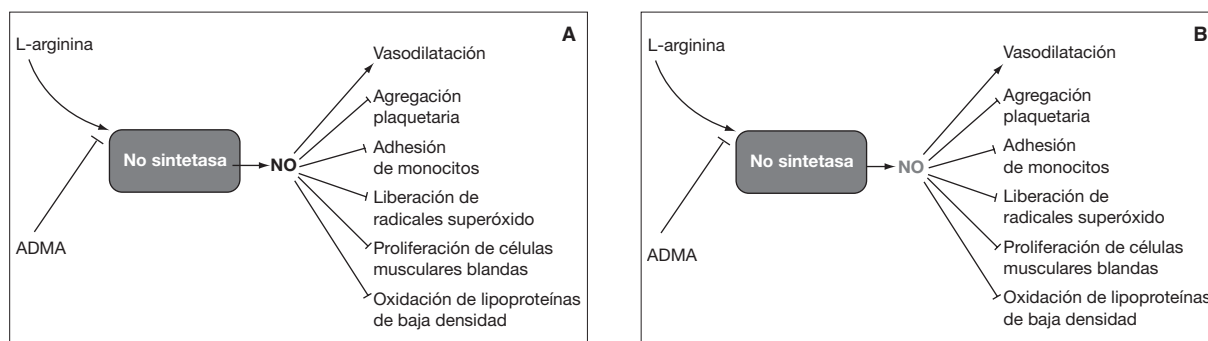 A
L-arginina
No sintetasa
NO
ADMA
Vasodilatación
Agregación
plaquetaria
Adhesión
de monocitos
Liberación de
radicales superóxido
Proliferación de células
musculares blandas
Oxidación de lipoproteínas
de baja densidad
B
L-arginina
No sintetasa
NO
ADMA
Vasodilatación
Agregación
plaquetaria
Adhesión
de monocitos
Liberación de
radicales superóxido
Proliferación de células
musculares blandas
Oxidación de lipoproteínas
de baja densidad